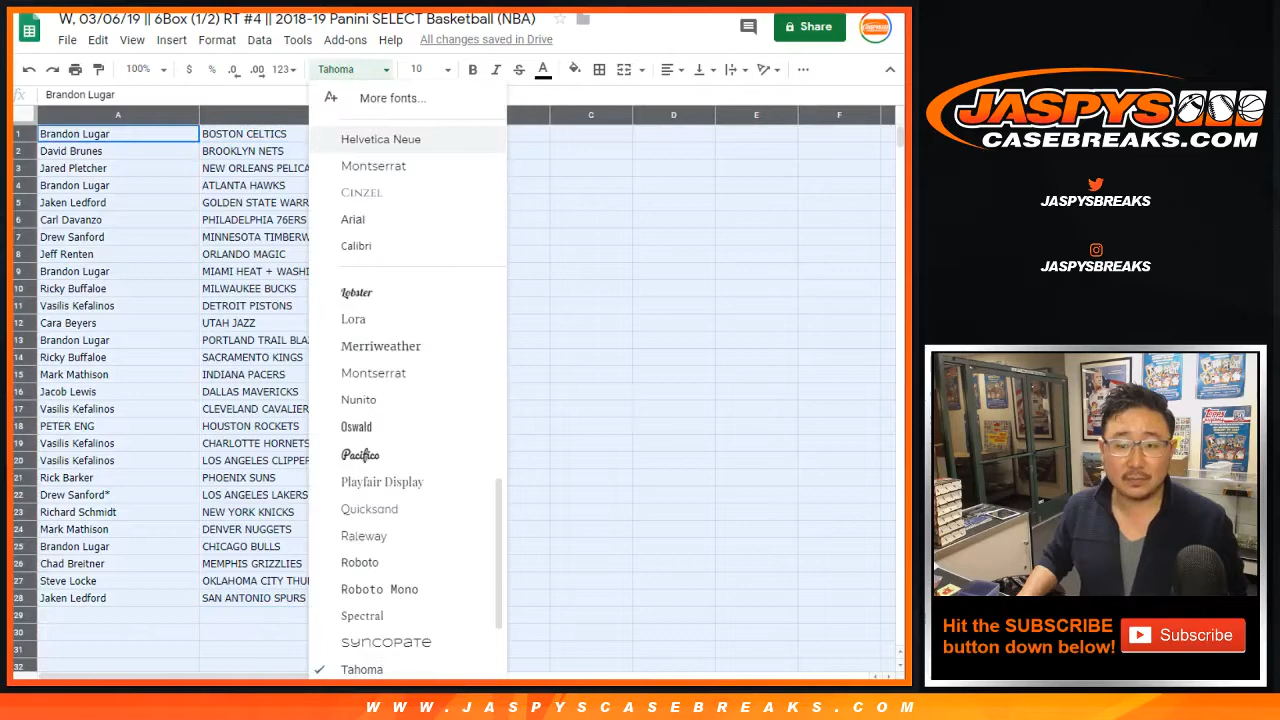 W, 03/06/19 || 6Box (1/2) RT #4 || 2018-19 Panini SELECT Basketball (NBA)
File Edit View Insert Format Data Tools Add-ons Help All changes saved in Drive
Share
100% $ % .0 .00 123 Tahoma 10 B I S A
fx Brandon Lugar
More fonts...
A C D E F
1 Brandon Lugar BOSTON CELTICS
2 David Brunes BROOKLYN NETS
3 Jared Pletcher NEW ORLEANS PELICA
4 Brandon Lugar ATLANTA HAWKS
5 Jaken Ledford GOLDEN STATE WARR
6 Carl Davanzo PHILADELPHIA 76ERS
7 Drew Sanford MINNESOTA TIMBERW
8 Jeff Renten ORLANDO MAGIC
9 Brandon Lugar MIAMI HEAT + WASHI
10 Ricky Buffaloe MILWAUKEE BUCKS
11 Vasilis Kefalinos DETROIT PISTONS
12 Cara Beyers UTAH JAZZ
13 Brandon Lugar PORTLAND TRAIL BLA
14 Ricky Buffaloe SACRAMENTO KINGS
15 Mark Mathison INDIANA PACERS
16 Jacob Lewis DALLAS MAVERICKS
17 Vasilis Kefalinos CLEVELAND CAVALIER
18 PETER ENG HOUSTON ROCKETS
19 Vasilis Kefalinos CHARLOTTE HORNETS
20 Vasilis Kefalinos LOS ANGELES CLIPPER
21 Rick Barker PHOENIX SUNS
22 Drew Sanford* LOS ANGELES LAKERS
23 Richard Schmidt NEW YORK KNICKS
24 Mark Mathison DENVER NUGGETS
25 Brandon Lugar CHICAGO BULLS
26 Chad Breitner MEMPHIS GRIZZLIES
27 Steve Locke OKLAHOMA CITY THU
28 Jaken Ledford SAN ANTONIO SPURS
29
30
31
32
Helvetica Neue
Montserrat
CINZEL
Arial
Calibri
Lobster
Lora
Merriweather
Montserrat
Nunito
Oswald
Pacifico
Playfair Display
Quicksand
Raleway
Roboto
Roboto Mono
Spectral
Syncopate
Tahoma
JASPYS
CASEBREAKS.COM
JASPYSBREAKS
JASPYSBREAKS
Hit the SUBSCRIBE
button down below!
Subscribe
WWW.JASPYSCASEBREAKS.COM